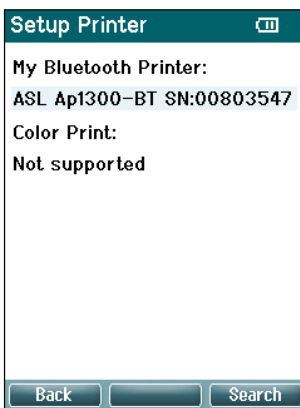 Setup Printer
My Bluetooth Printer:
ASL Ap1300-BT SN:00803547
Color Print:
Not supported
Back
Search